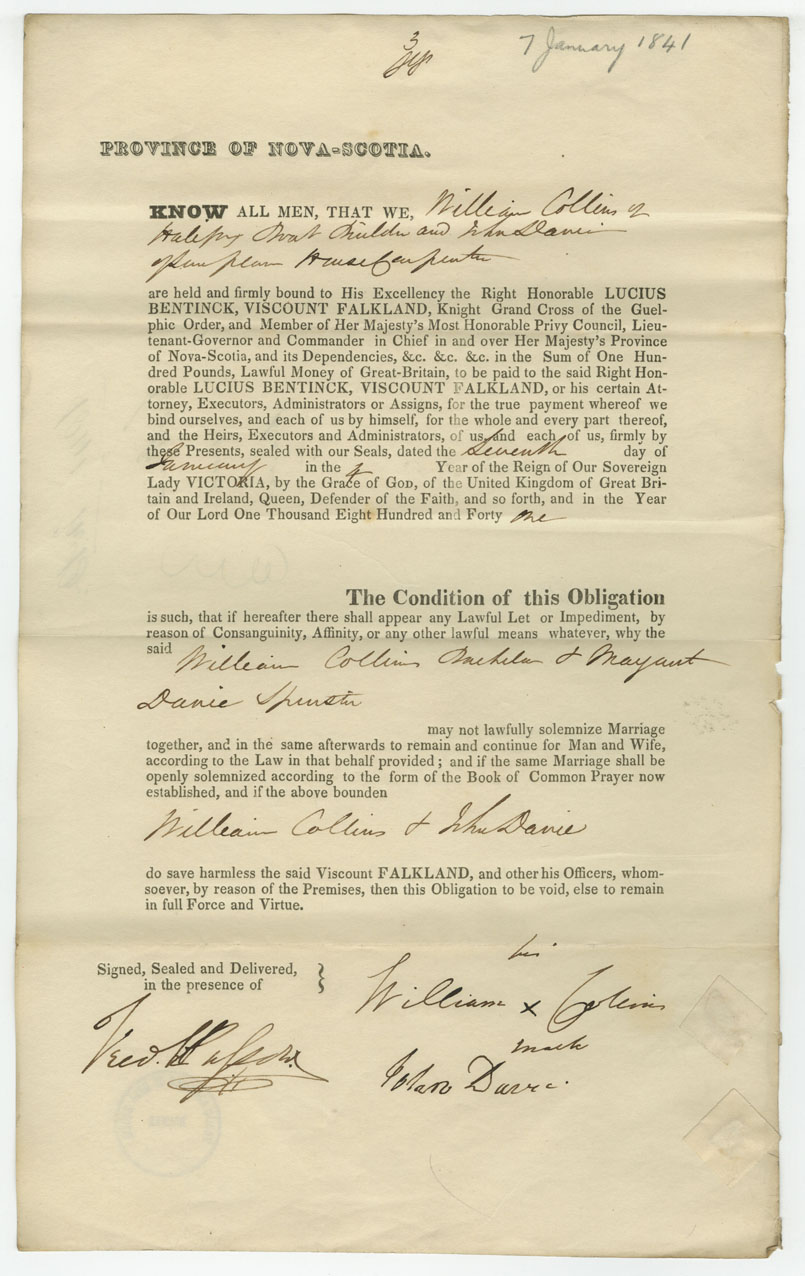 3
7 January 1841
PROVINCE OF NOVA-SCOTIA.
KNOW ALL MEN, THAT WE, William Collins of
Halifax Boat Builder and John Davie
of same place House Carpenter
are held and firmly bound to His Excellency the Right Honorable LUCIUS
BENTINCK, VISCOUNT FALKLAND, Knight Grand Cross of the Guel-
phic Order, and Member of Her Majesty's Most Honorable Privy Council, Lieu-
tenant-Governor and Commander in Chief in and over Her Majesty's Province
of Nova-Scotia, and its Dependencies, &c. &c. &c. in the Sum of One Hun-
dred Pounds, Lawful Money of Great-Britain, to be paid to the said Right Hon-
orable LUCIUS BENTINCK, VISCOUNT FALKLAND, or his certain At-
torney, Executors, Administrators or Assigns, for the true payment whereof we
bind ourselves, and each of us by himself, for the whole and every part thereof,
and the Heirs, Executors and Administrators, of us, and each of us, firmly by
these Presents, sealed with our Seals, dated the Seventh day of
January in the 4 Year of the Reign of Our Sovereign
Lady VICTORIA, by the Grace of God, of the United Kingdom of Great Bri-
tain and Ireland, Queen, Defender of the Faith, and so forth, and in the Year
of Our Lord One Thousand Eight Hundred and Forty one
The Condition of this Obligation
is such, that if hereafter there shall appear any Lawful Let or Impediment, by
reason of Consanguinity, Affinity, or any other lawful means whatever, why the
said William Collins Bachelor & Margaret
Davie Spinster
may not lawfully solemnize Marriage
together, and in the same afterwards to remain and continue for Man and Wife,
according to the Law in that behalf provided; and if the same Marriage shall be
openly solemnized according to the form of the Book of Common Prayer now
established, and if the above bounden
William Collins & John Davie
do save harmless the said Viscount FALKLAND, and other his Officers, whom-
soever, by reason of the Premises, then this Obligation to be void, else to remain
in full Force and Virtue.
Signed, Sealed and Delivered,
in the presence of
Fred.
his
William x Collins
mark
John Davie